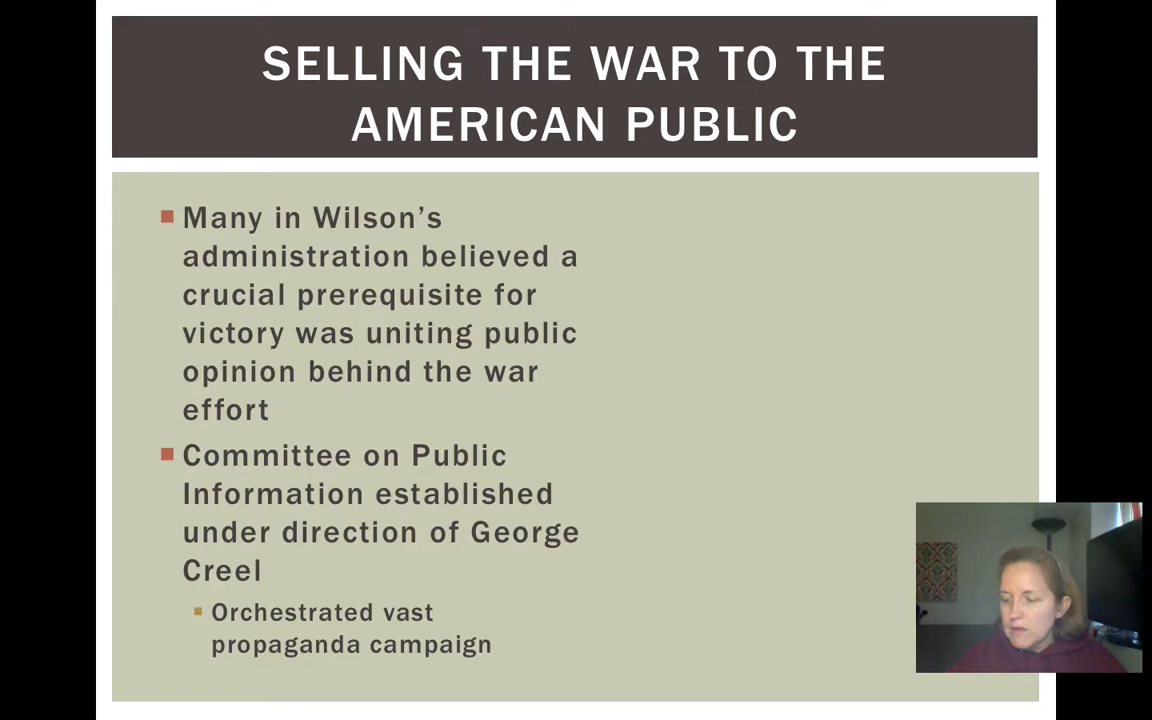 SELLING THE WAR TO THE
AMERICAN PUBLIC
Many in Wilson’s
administration believed a
crucial prerequisite for
victory was uniting public
opinion behind the war
effort
Committee on Public
Information established
under direction of George
Creel
Orchestrated vast
propaganda campaign